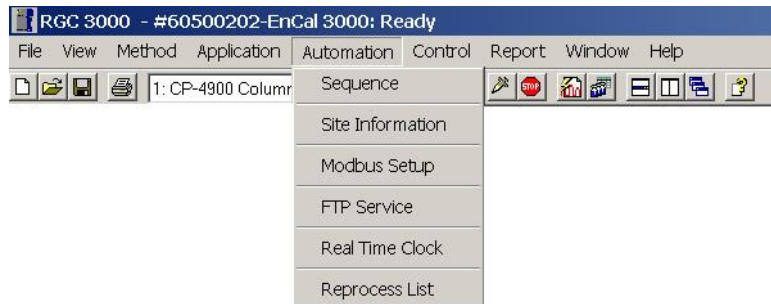 RGC 3000 - #60500202-EnCal 3000: Ready
File View Method Application Automation Control Report Window Help
1: CP-4900 Column
STOP
Sequence
Site Information
Modbus Setup
FTP Service
Real Time Clock
Reprocess List